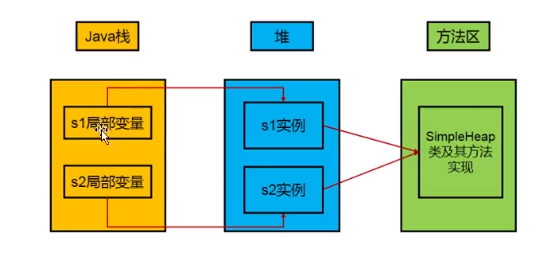 Java栈
堆
方法区
s1局部变量
s2局部变量
s1实例
s2实例
SimpleHeap
类及其方法
实现